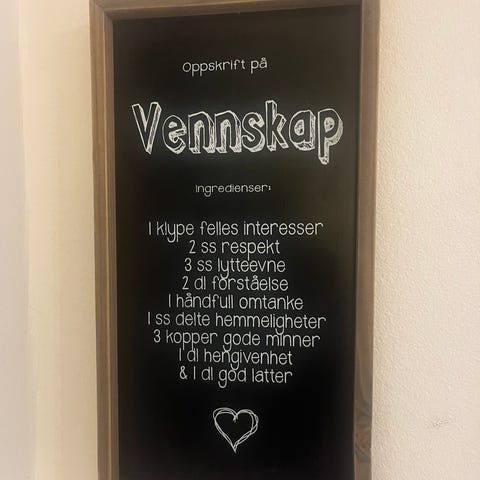 Oppskrift på
Vennskap
Ingredienser:
1 klype felles interesser
2 ss respekt
3 ss lytteevne
2 dl forståelse
1 håndfull omtanke
1 ss delte hemmeligheter
3 kopper gode minner
1 dl hengivenhet
& 1 dl god latter